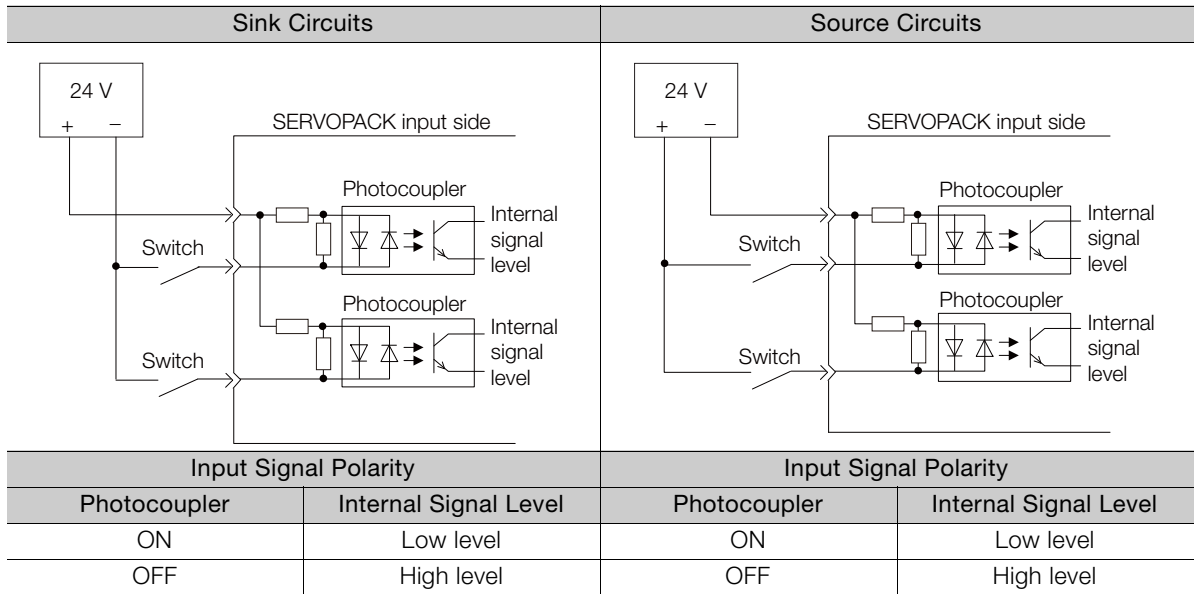 Sink Circuits
24 V
+ −
SERVOPACK input side
Photocoupler
Internal
signal
level
Switch
Photocoupler
Internal
signal
level
Switch
Source Circuits
24 V
+ −
SERVOPACK input side
Photocoupler
Internal
signal
level
Switch
Photocoupler
Internal
signal
level
Switch
Input Signal Polarity Input Signal Polarity
Photocoupler Internal Signal Level Photocoupler Internal Signal Level
ON Low level ON Low level
OFF High level OFF High level